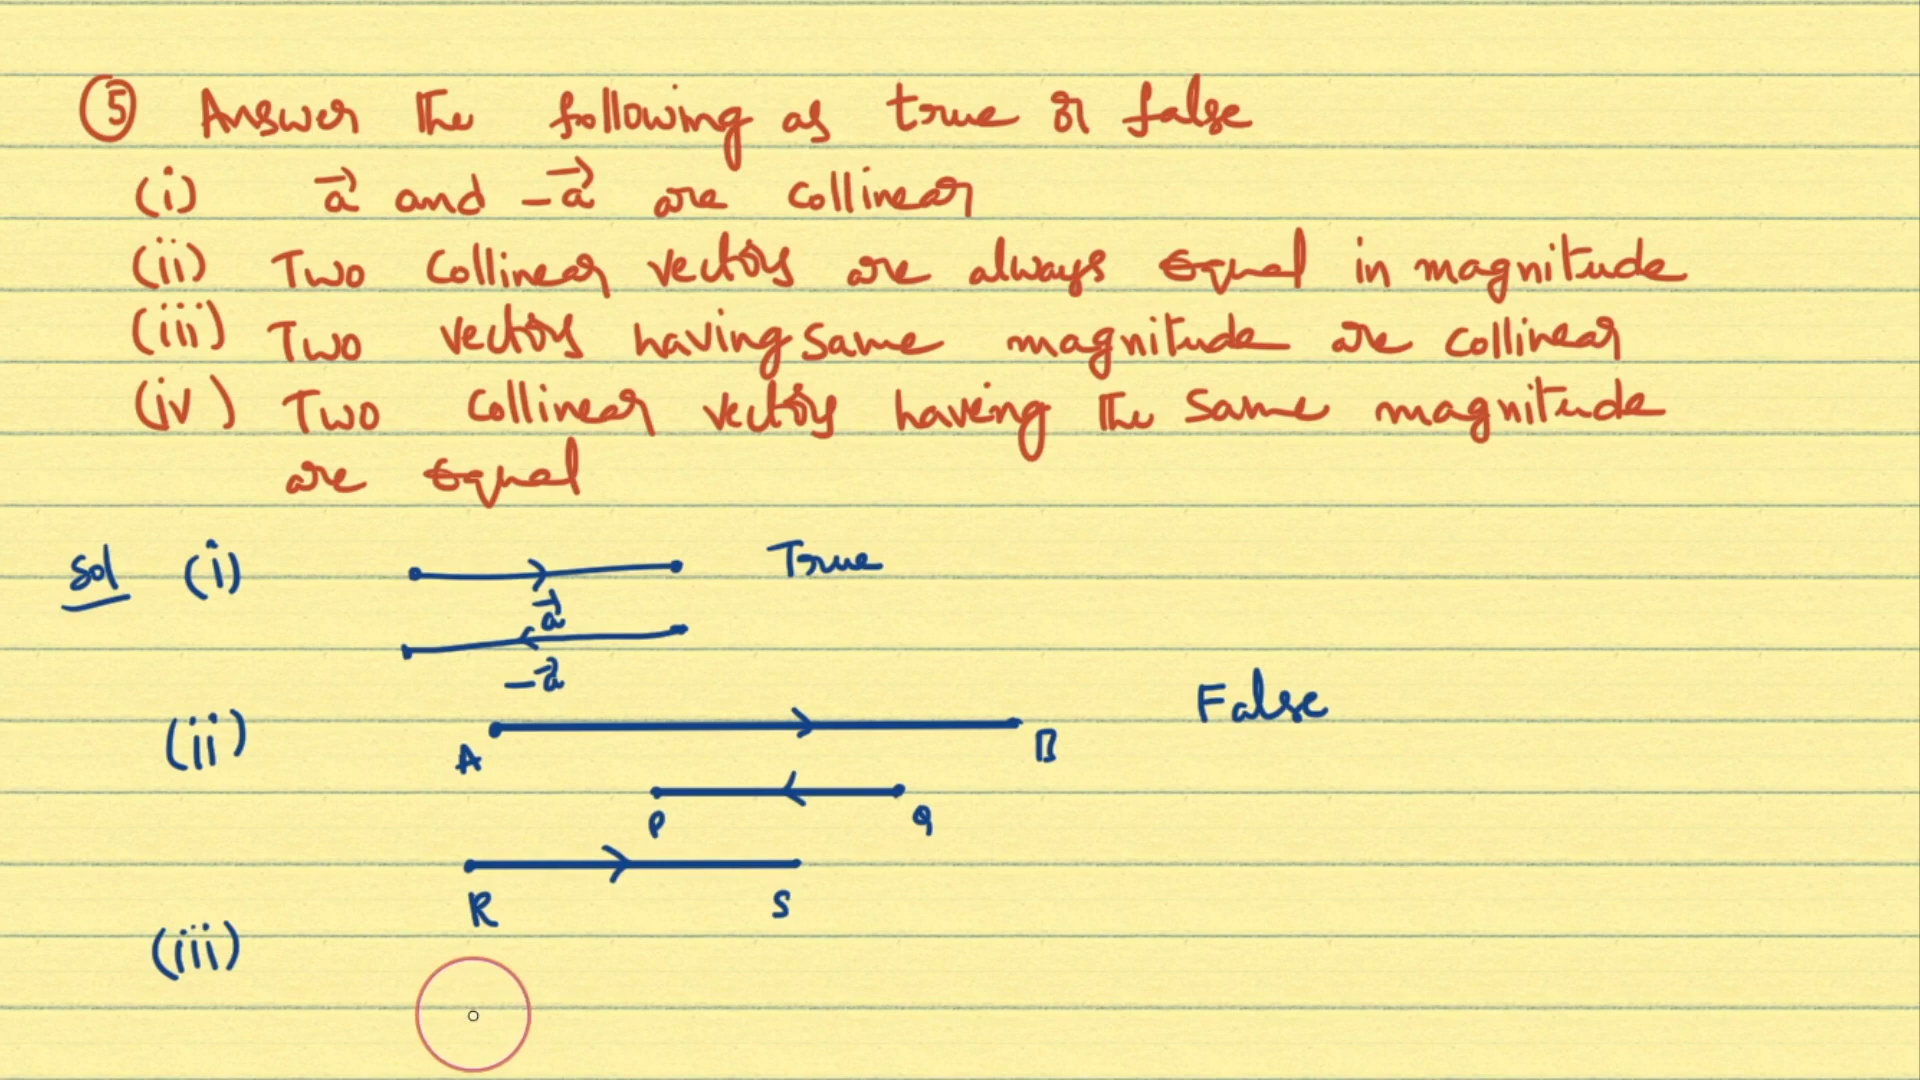 ⑤ Answer the following as true or false
(i) a⃗ and -a⃗ are collinear
(ii) Two collinear vectors are always equal in magnitude
(iii) Two vectors having same magnitude are collinear
(iv) Two collinear vectors having the same magnitude
are equal
Sol (i) True
a⃗
-a⃗
(ii) False
A B
P Q
R S
(iii)